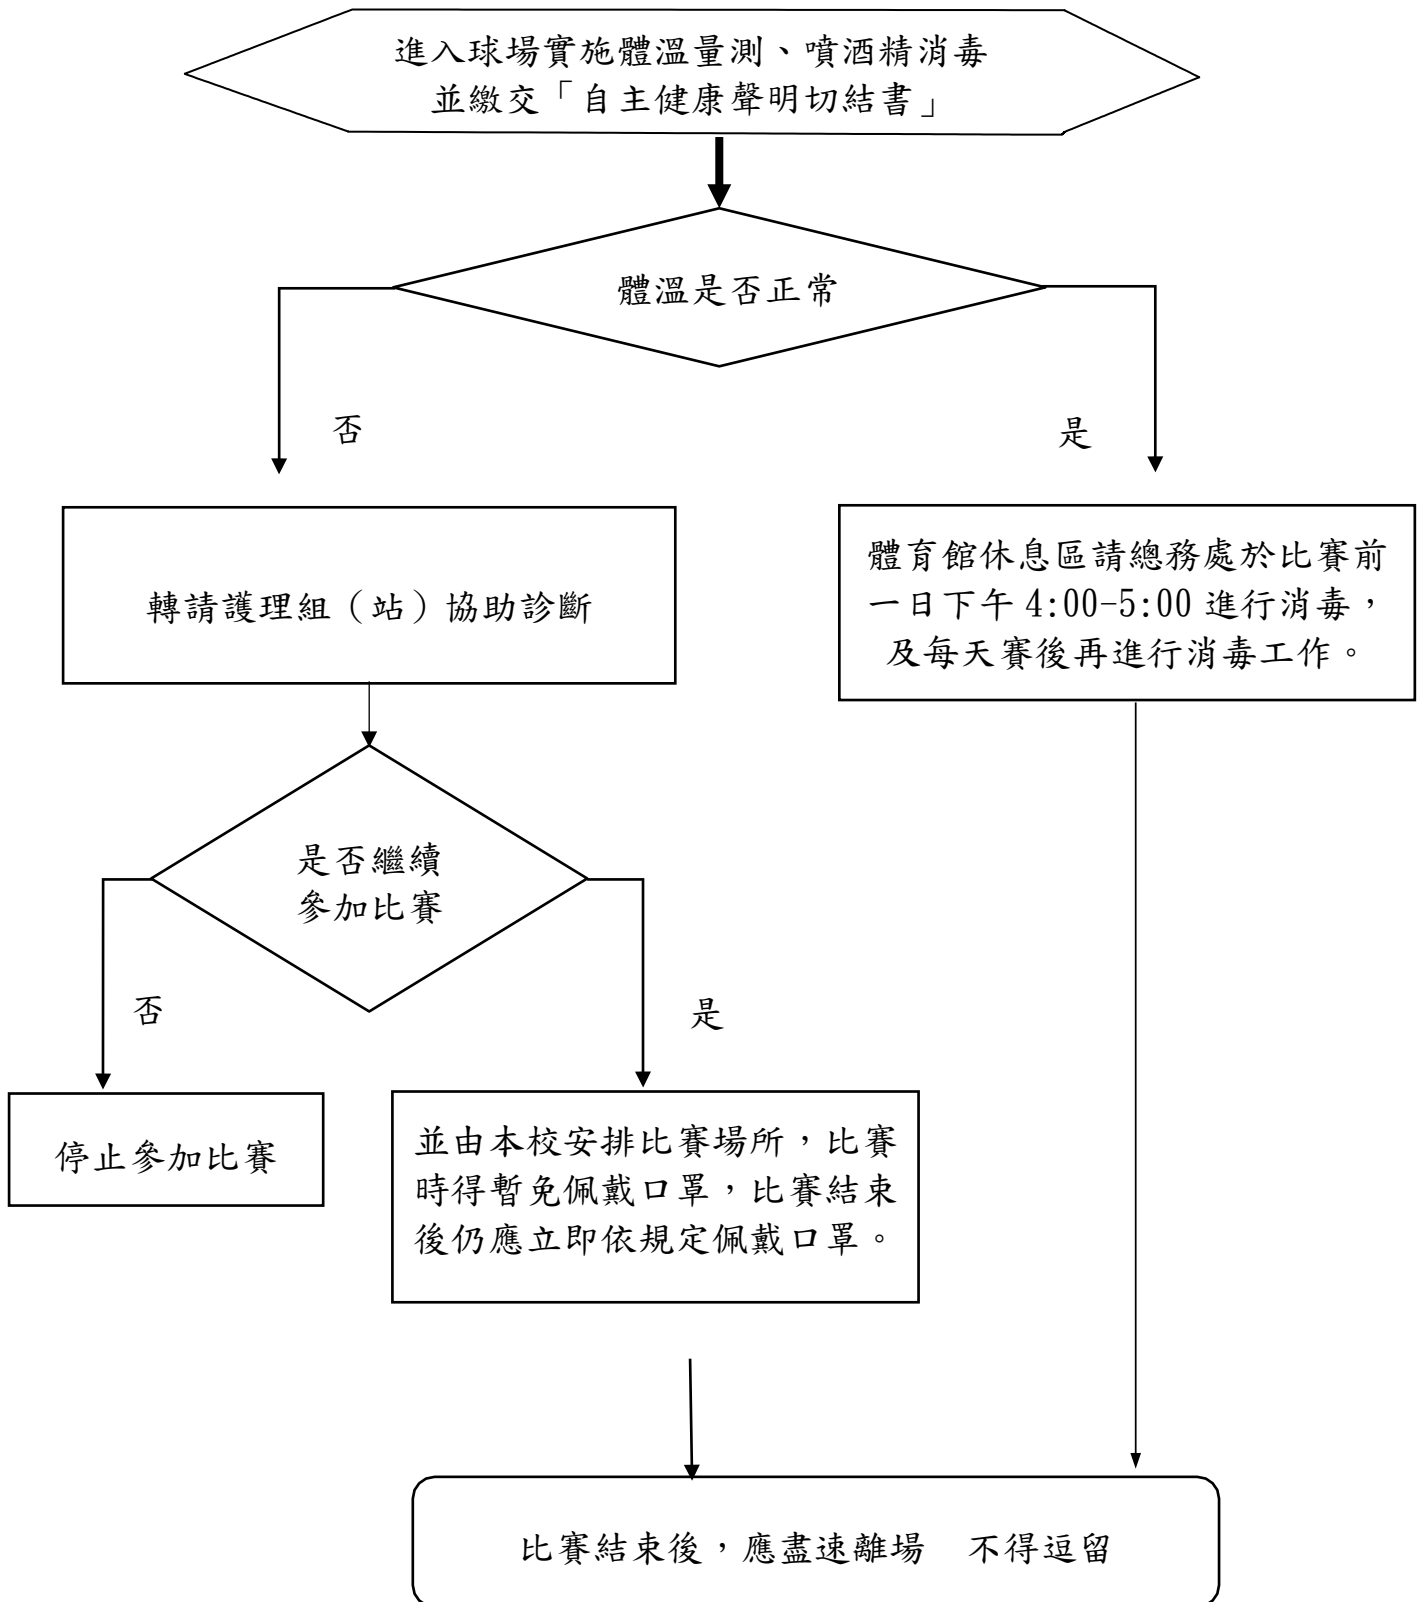 進入球場實施體溫量測、噴酒精消毒
並繳交「自主健康聲明切結書」
體溫是否正常
否
是
轉請護理組（站）協助診斷
體育館休息區請總務處於比賽前
一日下午 4:00-5:00 進行消毒，
及每天賽後再進行消毒工作。
是否繼續
參加比賽
否
是
停止參加比賽
並由本校安排比賽場所，比賽
時得暫免佩戴口罩，比賽結束
後仍應立即依規定佩戴口罩。
比賽結束後，應盡速離場　不得逗留